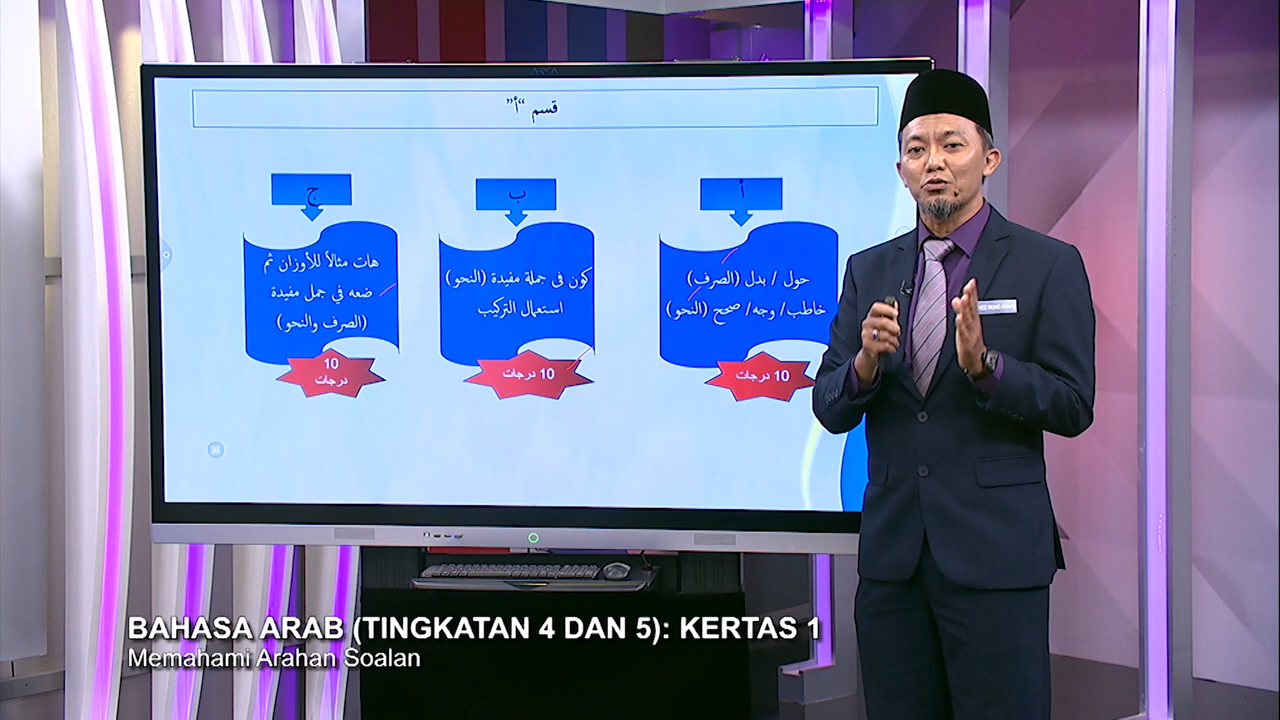 قسم “أ”
أ
حول / بدل (الصرف)
خاطب/ وجه/ صحح (النحو)
10 درجات
ب
كون فى جملة مفيدة (النحو)
استعمال التركيب
10 درجات
ج
هات مثالاً للأوزان ثم
ضعه في جمل مفيدة
(الصرف والنحو)
10
درجات
BAHASA ARAB (TINGKATAN 4 DAN 5): KERTAS 1
Memahami Arahan Soalan